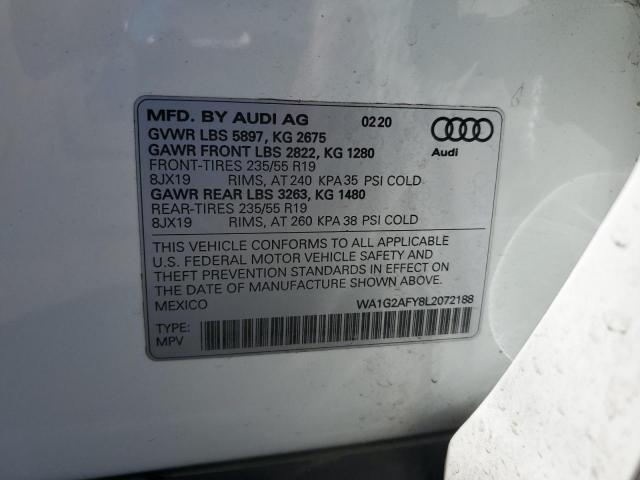 MFD. BY AUDI AG 0220
GVWR LBS 5897, KG 2675
GAWR FRONT LBS 2822, KG 1280
Audi
FRONT-TIRES 235/55 R19
8JX19 RIMS, AT 240 KPA 35 PSI COLD
GAWR REAR LBS 3263, KG 1480
REAR-TIRES 235/55 R19
8JX19 RIMS, AT 260 KPA 38 PSI COLD
THIS VEHICLE CONFORMS TO ALL APPLICABLE
U.S. FEDERAL MOTOR VEHICLE SAFETY AND
THEFT PREVENTION STANDARDS IN EFFECT ON
THE DATE OF MANUFACTURE SHOWN ABOVE.
MEXICO WA1G2AFY8L2072188
TYPE:
MPV